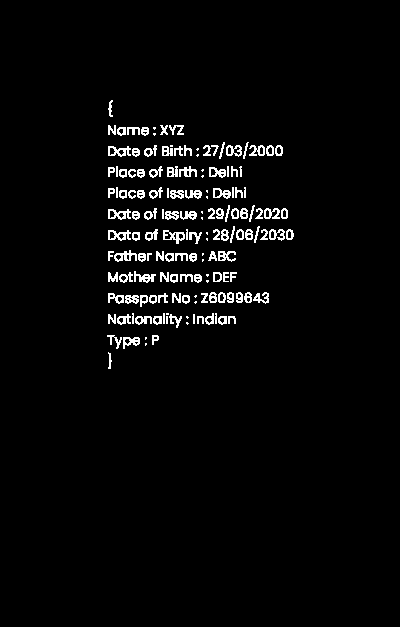 {
Name : XYZ
Date of Birth : 27/03/2000
Place of Birth : Delhi
Place of Issue : Delhi
Date of Issue : 29/06/2020
Data of Expiry : 28/06/2030
Father Name : ABC
Mother Name : DEF
Passport No : Z6099643
Nationality : Indian
Type : P
}